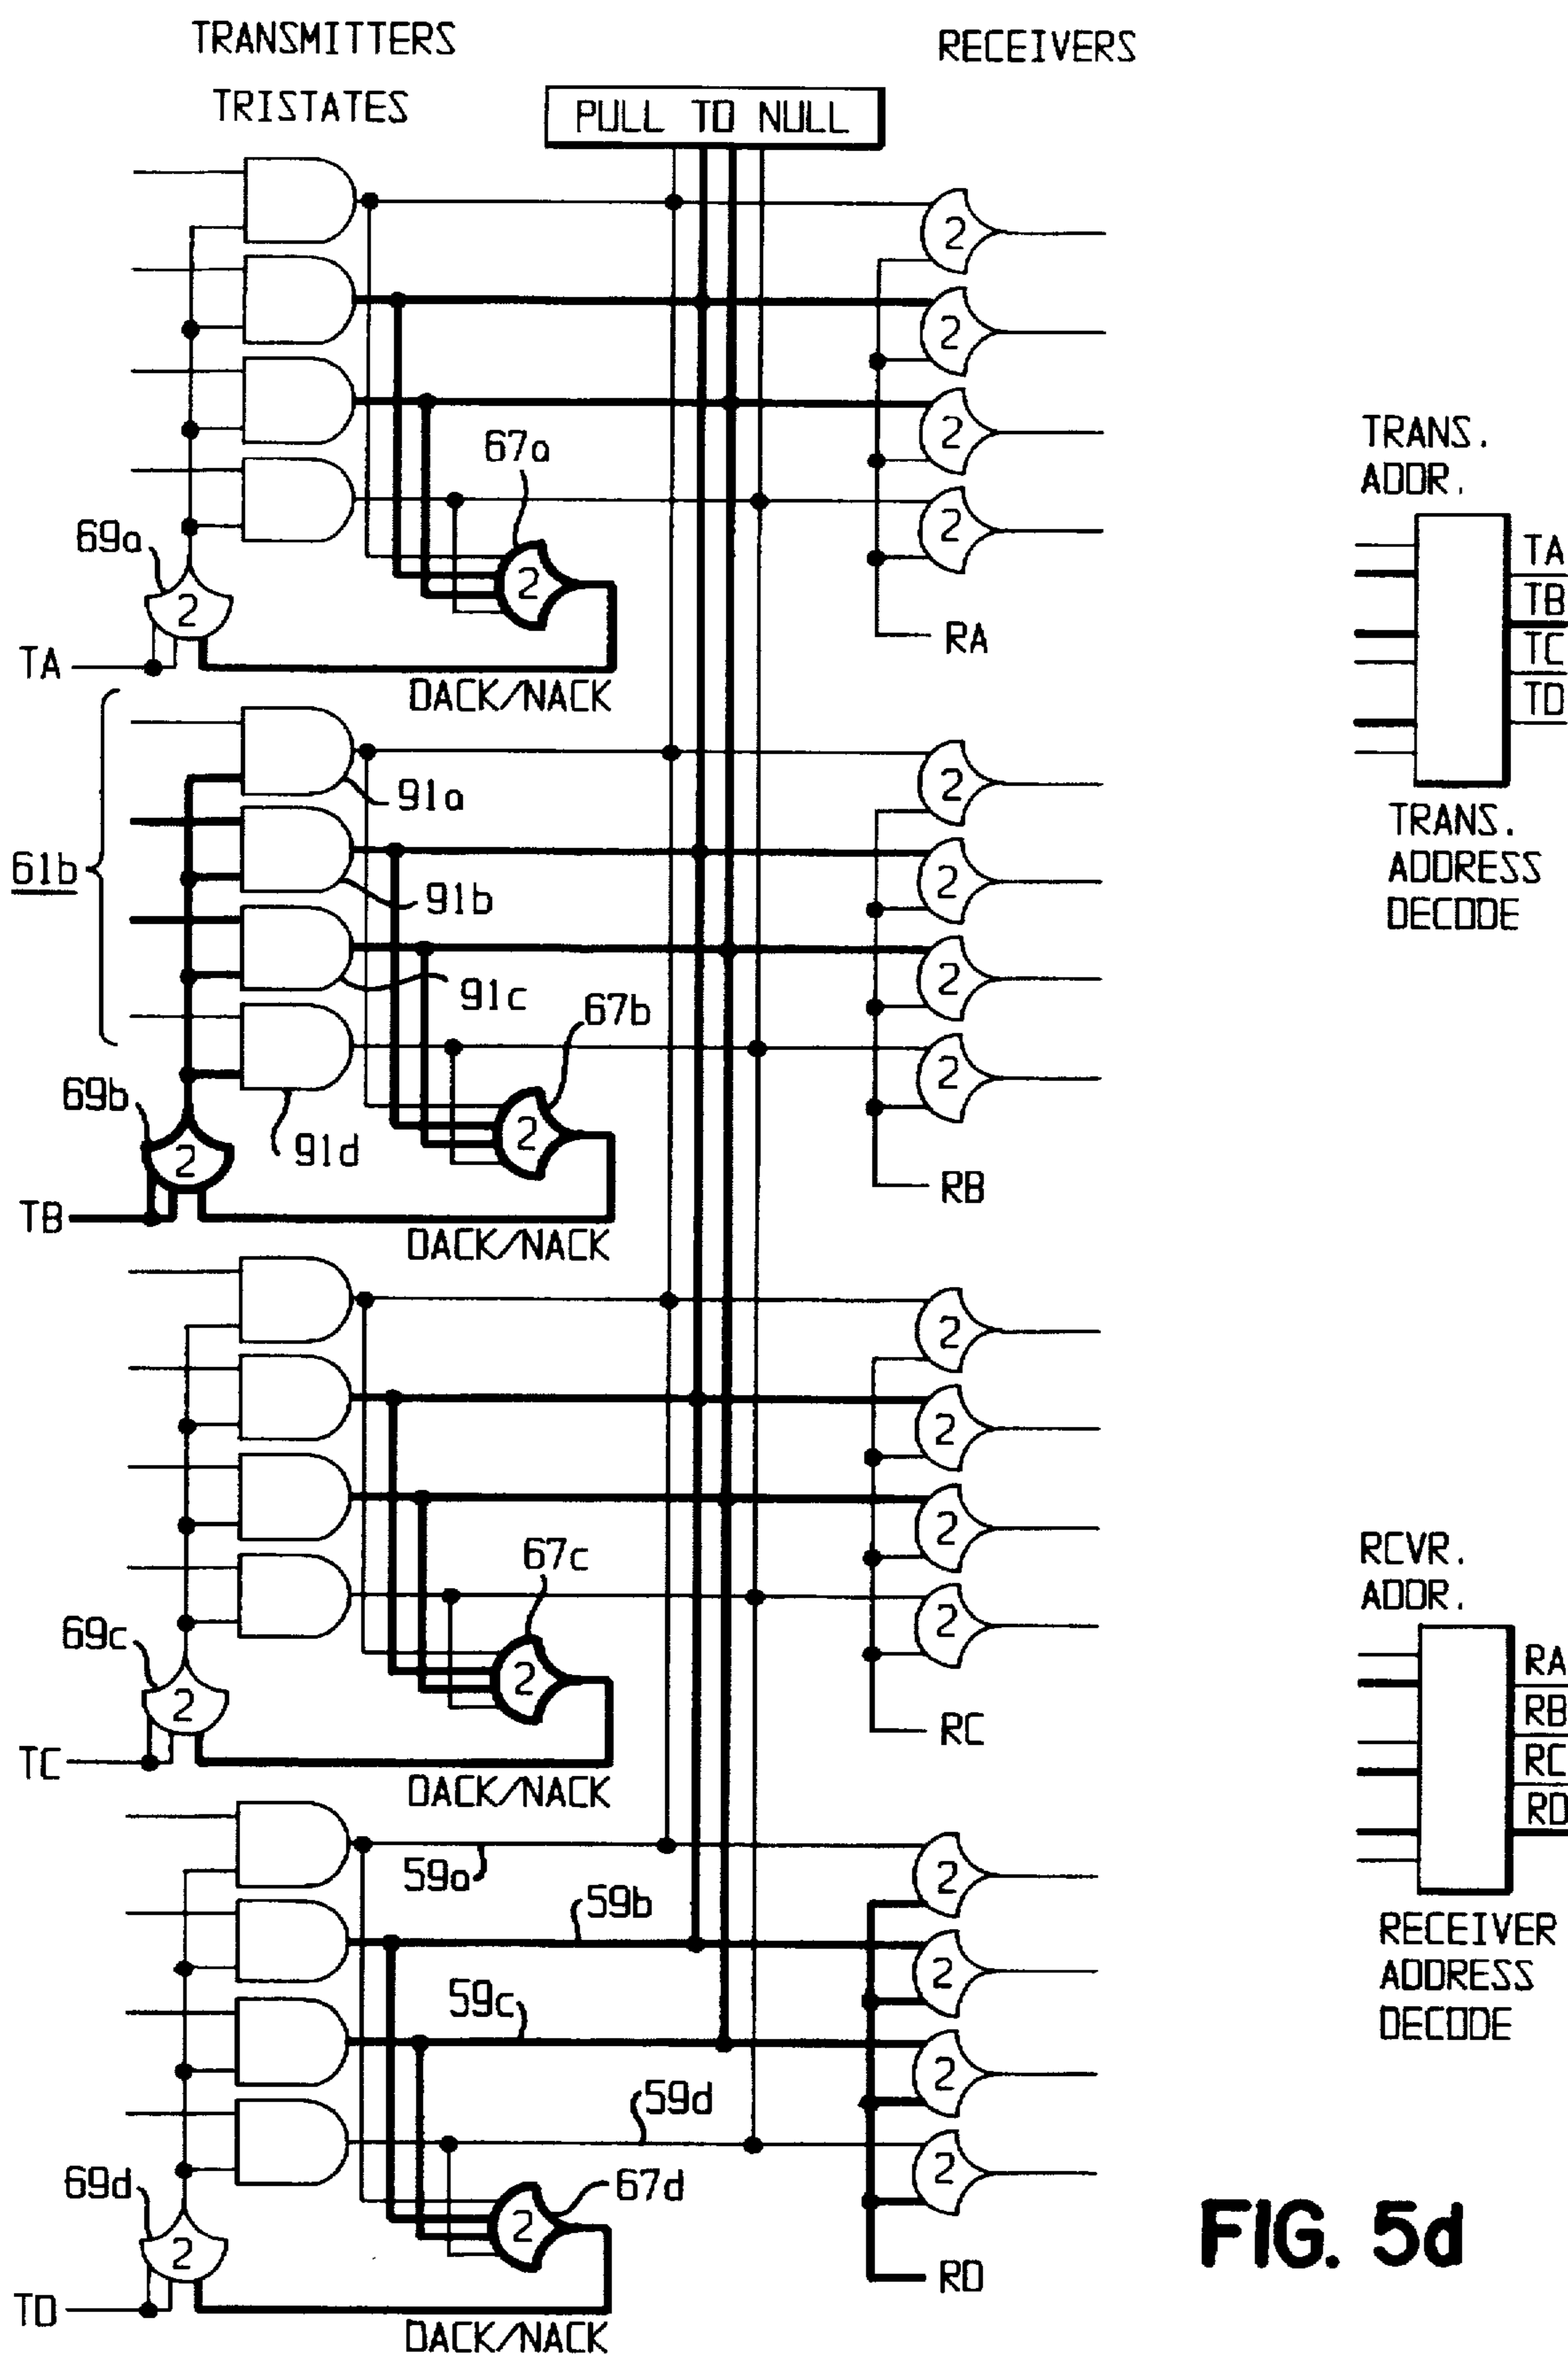 TRANSMITTERS
RECEIVERS
TRISTATES
PULL TO NULL
2
2
2
2
67a
2
69a
2
TA
DACK/NACK
RA
TRANS.
ADDR.
TA
TB
TC
TD
TRANS.
ADDRESS
DECODE
61b
91a
91b
91c
91d
2
2
2
2
67b
2
69b
2
TB
DACK/NACK
RB
2
2
2
2
67c
2
69c
2
TC
DACK/NACK
RC
RCVR.
ADDR.
RA
RB
RC
RD
RECEIVER
ADDRESS
DECODE
59a
59b
59c
59d
2
2
2
2
67d
2
69d
2
TD
DACK/NACK
RD
FIG. 5d